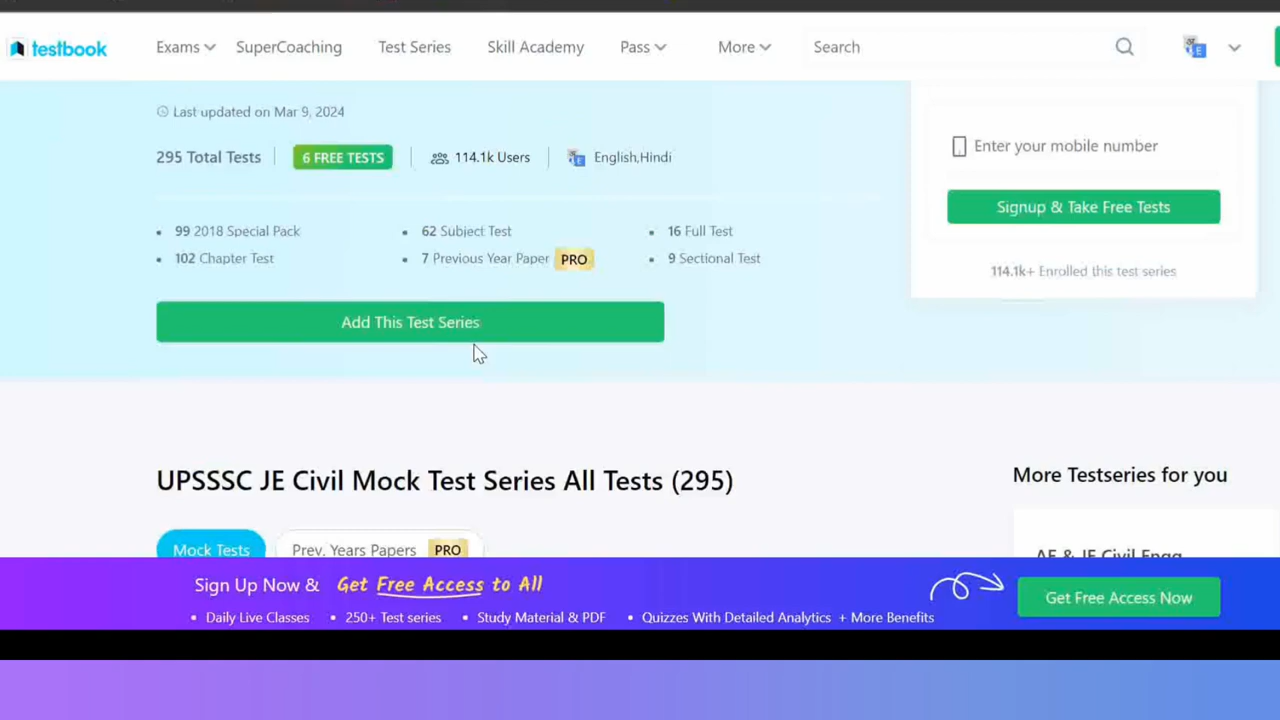 testbook
Exams SuperCoaching Test Series Skill Academy Pass More Search
Last updated on Mar 9, 2024
295 Total Tests 6 FREE TESTS 114.1k Users English,Hindi
Enter your mobile number
Signup & Take Free Tests
114.1k+ Enrolled this test series
99 2018 Special Pack 62 Subject Test 16 Full Test
102 Chapter Test 7 Previous Year Paper PRO 9 Sectional Test
Add This Test Series
UPSSSC JE Civil Mock Test Series All Tests (295)
More Testseries for you
Mock Tests Prev. Years Papers PRO
AE & JE Civil Engg
Sign Up Now & Get Free Access to All
• Daily Live Classes • 250+ Test series • Study Material & PDF • Quizzes With Detailed Analytics + More Benefits
Get Free Access Now